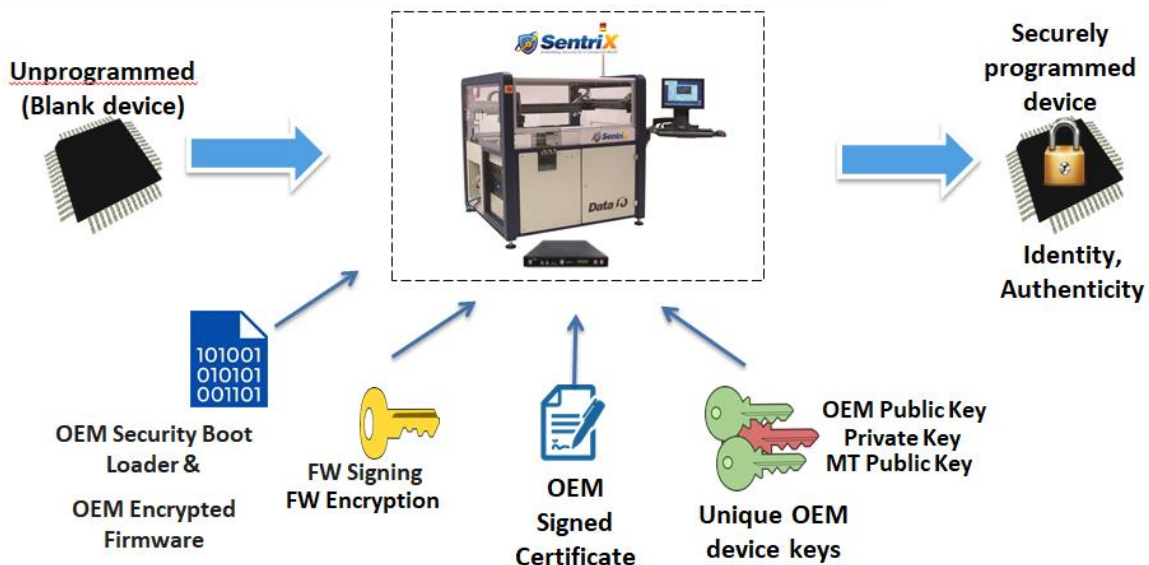 Unprogrammed
(Blank device)
SentriX
SentriX
Data I/O
Securely
programmed
device
Identity,
Authenticity
101001
010101
001101
OEM Security Boot
Loader &
OEM Encrypted
Firmware
FW Signing
FW Encryption
OEM
Signed
Certificate
OEM Public Key
Private Key
MT Public Key
Unique OEM
device keys